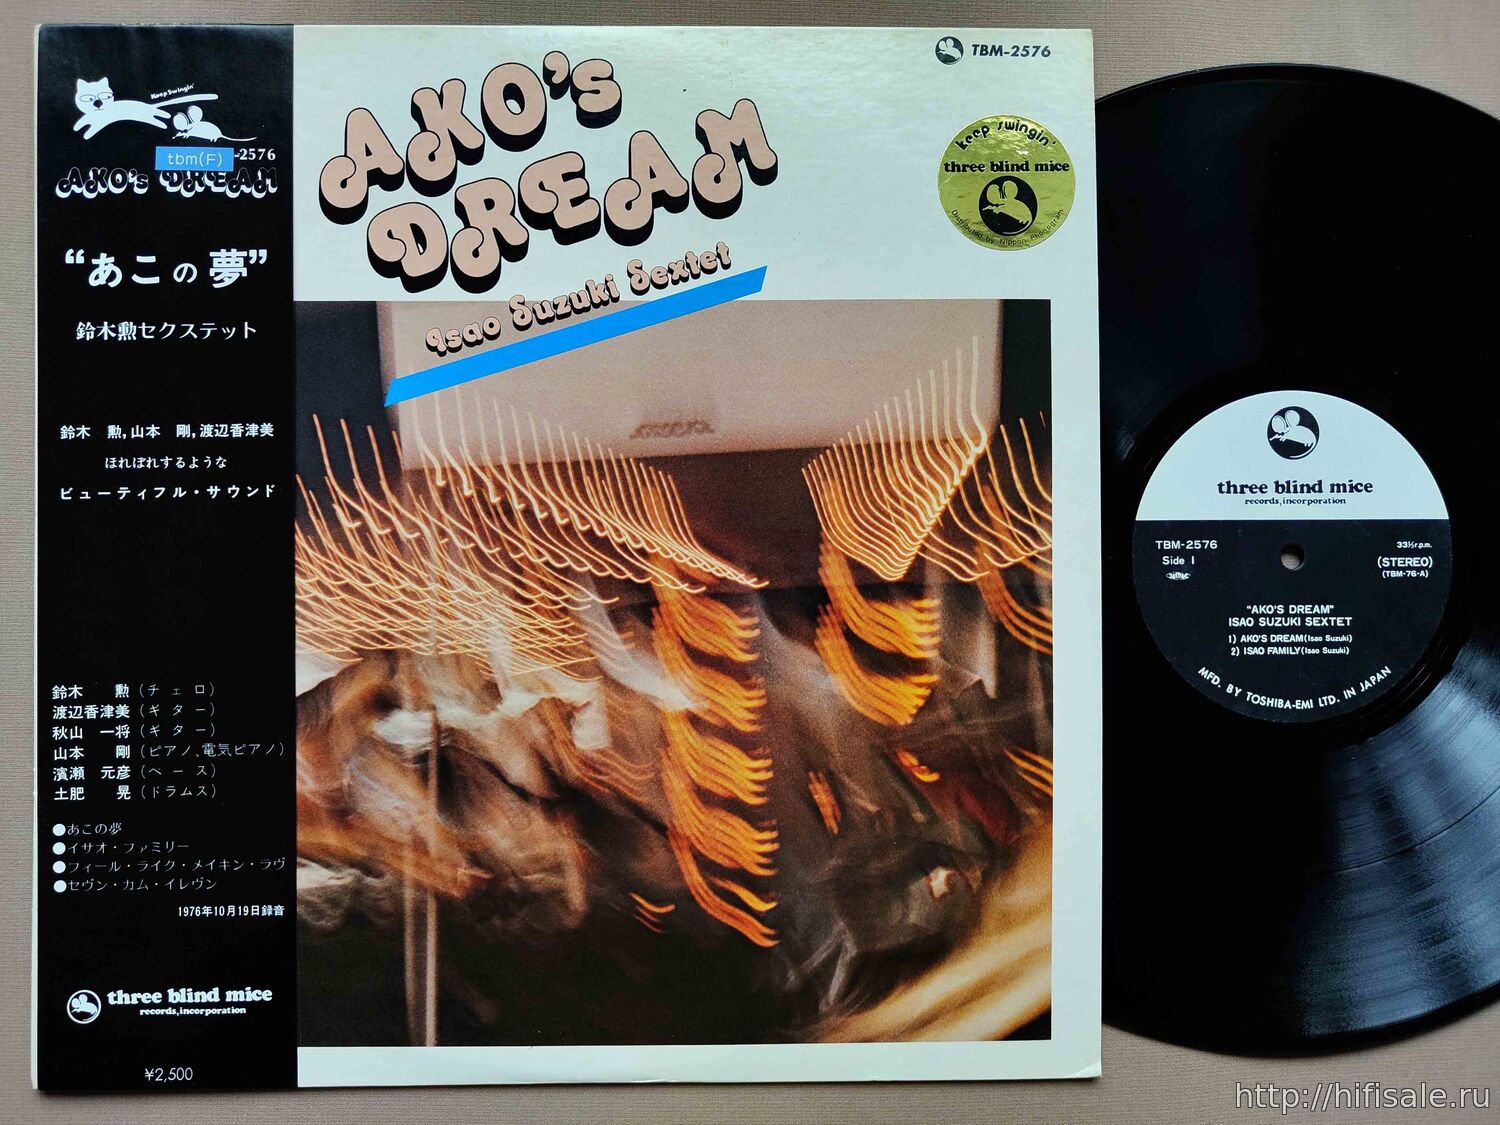 Keep Swingin'
tbm(F)
-2576
AKO's DREAM
“あこの夢”
鈴木勲セクステット
鈴木 勲,山本 剛,渡辺香津美
ほれぼれするような
ビューティフル・サウンド
鈴木 勲(チェロ)
渡辺香津美(ギター)
秋山 一将(ギター)
山本 剛(ピアノ、電気ピアノ)
濱瀬 元彦(ベース)
土肥 晃(ドラムス)
●あこの夢
●イサオ・ファミリー
●フィール・ライク・メイキン・ラヴ
●セヴン・カム・イレヴン
1976年10月19日録音
three blind mice
records, incorporation
¥2,500
AKO's
DREAM
Isao Suzuki Sextet
TBM-2576
keep swingin'
three blind mice
Distributed by Nippon Phonogram
three blind mice
records, incorporation
TBM-2576
Side 1
33⅓ r.p.m.
(STEREO)
(TBM-76-A)
"AKO'S DREAM"
ISAO SUZUKI SEXTET
1) AKO'S DREAM (Isao Suzuki)
2) ISAO FAMILY (Isao Suzuki)
MFD. BY TOSHIBA-EMI LTD. IN JAPAN
http://hifisale.ru